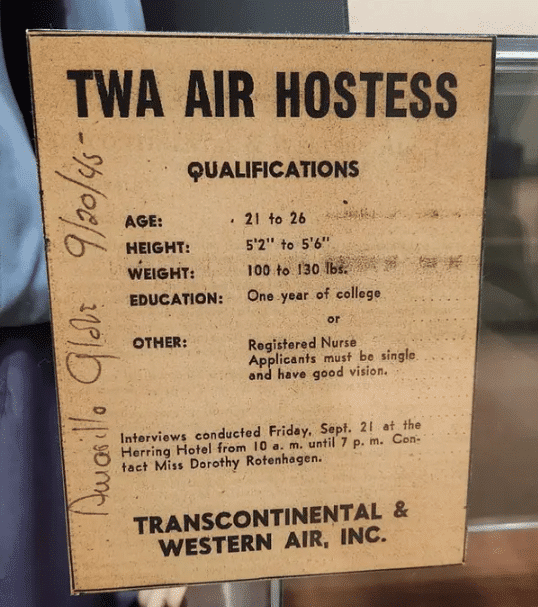 TWA AIR HOSTESS
QUALIFICATIONS
AGE: 21 to 26
HEIGHT: 5'2" to 5'6"
WEIGHT: 100 to 130 lbs.
EDUCATION: One year of college
or
OTHER: Registered Nurse
Applicants must be single
and have good vision.
Interviews conducted Friday, Sept. 21 at the
Herring Hotel from 10 a. m. until 7 p. m. Con-
tact Miss Dorothy Rotenhagen.
TRANSCONTINENTAL &
WESTERN AIR, INC.
Amarillo Globe 9/20/45-